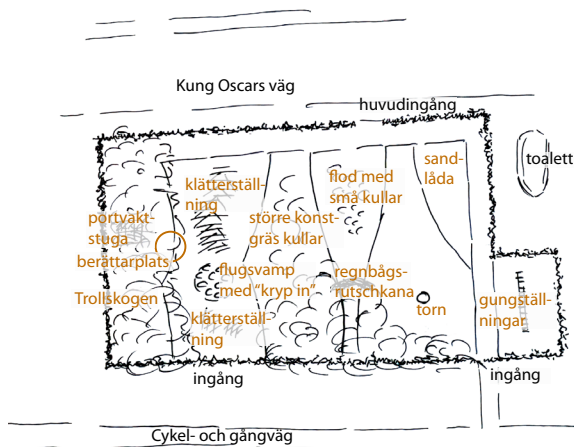 Kung Oscars väg
huvudingång
toalett
sand-
låda
flod med
små kullar
klätterställ-
ning
större konst-
gräs kullar
portvakt-
stuga
berättarplats
Trollskogen
flugsvamp
med "kryp in"
regnbågs-
rutschkana
torn
gungställ-
ningar
klätterställ-
ning
ingång
ingång
Cykel- och gångväg